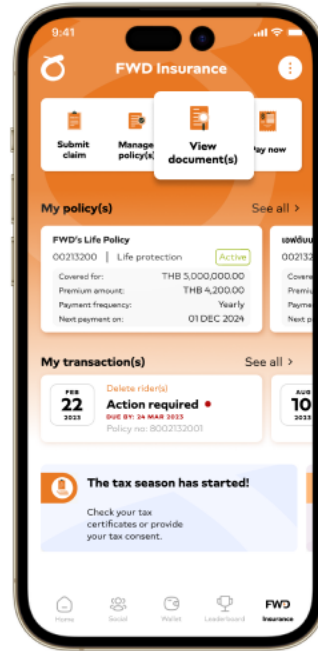 9:41
FWD Insurance
Submit claim
Manage policy(s)
View document(s)
Pay now
My policy(s)
See all >
FWD's Life Policy
00213200 | Life protection
Active
Covered for: THB 5,000,000.00
Premium amount: THB 4,200.00
Payment frequency: Yearly
Next payment on: 01 DEC 2024
My transaction(s)
See all >
FEB
22
2023
Delete rider(s)
Action required
DUE BY: 24 MAR 2023
Policy no: 8002132001
AUG
10
2023
The tax season has started!
Check your tax
certificates or provide
your tax consent.
Home
Social
Wallet
Leaderboard
FWD
Insurance